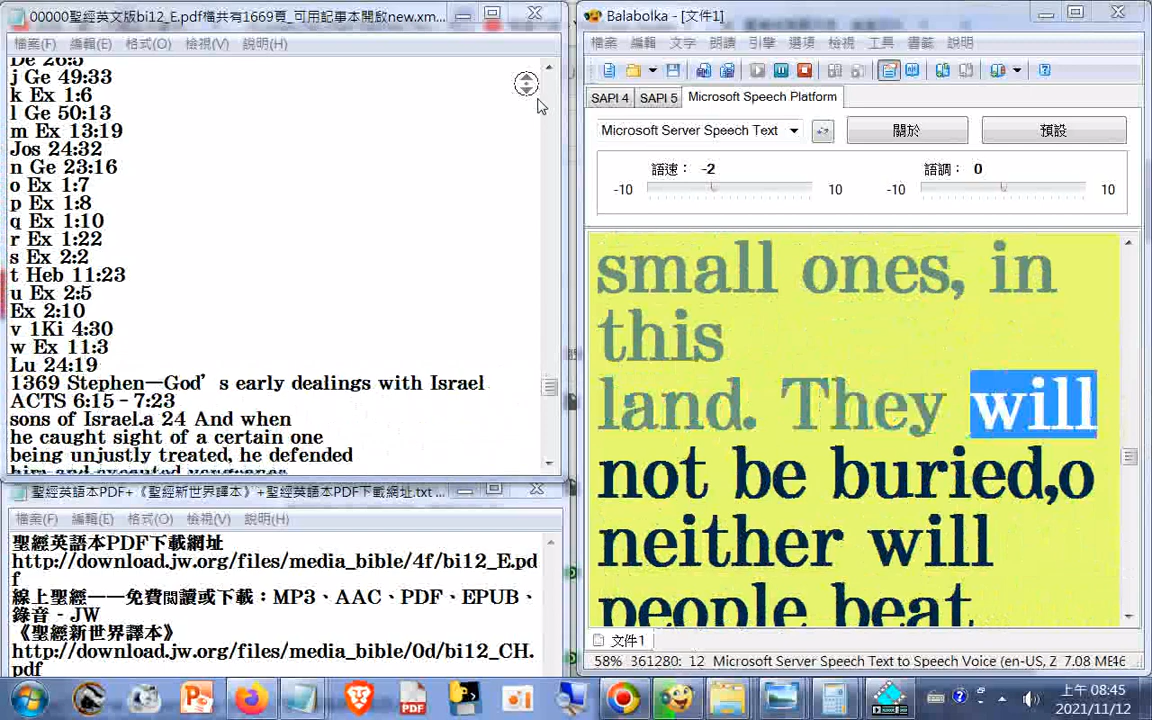 00000聖經英文版bi12_E.pdf檔共有1669頁_可用記事本開啟new.xm...
檔案(F) 編輯(E) 格式(O) 檢視(V) 說明(H)
De 26:5
j Ge 49:33
k Ex 1:6
l Ge 50:13
m Ex 13:19
Jos 24:32
n Ge 23:16
o Ex 1:7
p Ex 1:8
q Ex 1:10
r Ex 1:22
s Ex 2:2
t Heb 11:23
u Ex 2:5
Ex 2:10
v 1Ki 4:30
w Ex 11:3
Lu 24:19
1369 Stephen—God’s early dealings with Israel
ACTS 6:15–7:23
sons of Israel.a 24 And when
he caught sight of a certain one
being unjustly treated, he defended
him and executed vengeance
聖經英語本PDF+《聖經新世界譯本》+聖經英語本PDF下載網址.txt ...
檔案(F) 編輯(E) 格式(O) 檢視(V) 說明(H)
聖經英語本PDF下載網址
http://download.jw.org/files/media_bible/4f/bi12_E.pd
f
線上聖經——免費閱讀或下載：MP3、AAC、PDF、EPUB、
錄音 - JW
《聖經新世界譯本》
http://download.jw.org/files/media_bible/0d/bi12_CH.
pdf
Balabolka - [文件1]
檔案 編輯 文字 朗讀 引擎 選項 檢視 工具 書籤 說明
SAPI 4 SAPI 5 Microsoft Speech Platform
Microsoft Server Speech Text 關於 預設
語速： -2 語調： 0
-10 10 -10 10
small ones, in
this
land. They will
not be buried,o
neither will
people beat
文件1
58% 361280: 12 Microsoft Server Speech Text to Speech Voice (en-US, Z 7.08 ME46
上午 08:45
2021/11/12